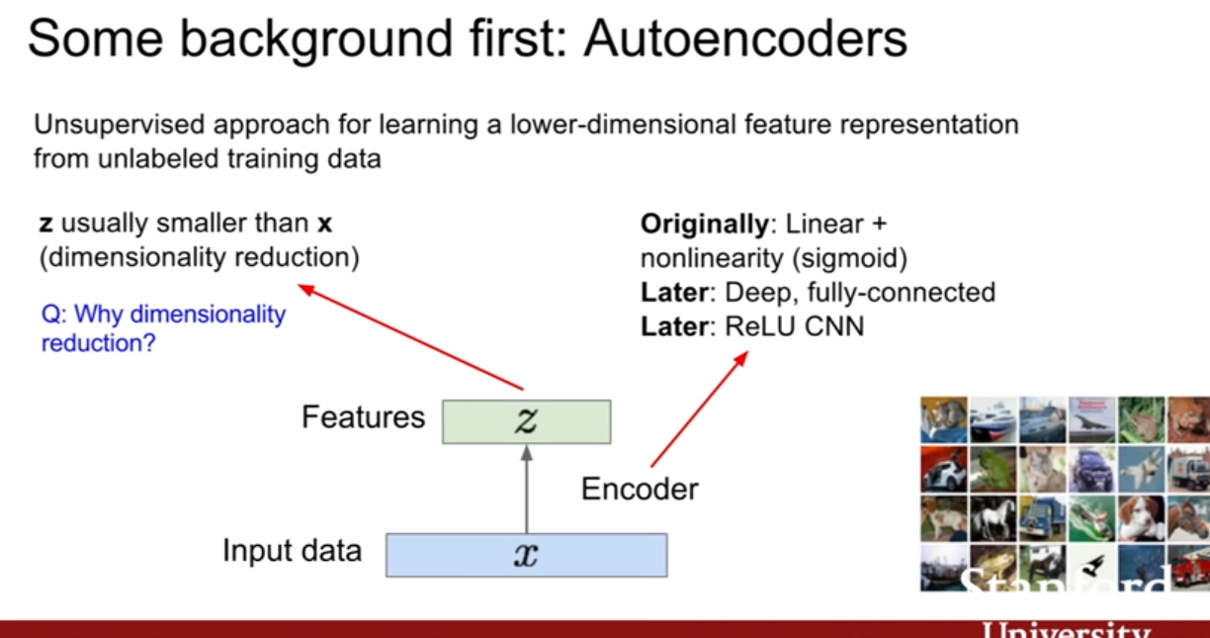 Some background first: Autoencoders
Unsupervised approach for learning a lower-dimensional feature representation
from unlabeled training data
z usually smaller than x
(dimensionality reduction)
Q: Why dimensionality
reduction?
Originally: Linear +
nonlinearity (sigmoid)
Later: Deep, fully-connected
Later: ReLU CNN
Features
z
Encoder
Input data
x
Stanford
University